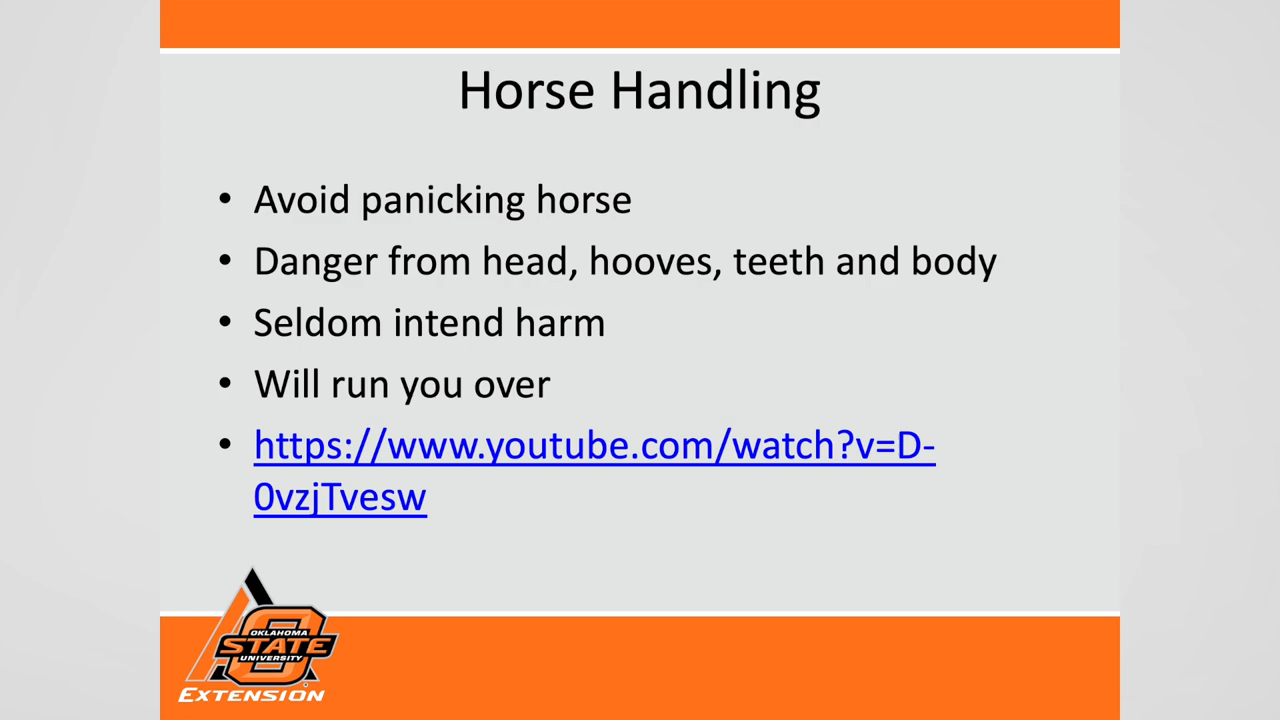 Horse Handling
• Avoid panicking horse
• Danger from head, hooves, teeth and body
• Seldom intend harm
• Will run you over
• https://www.youtube.com/watch?v=D-
0vzjTvesw
OKLAHOMA
STATE
UNIVERSITY
EXTENSION